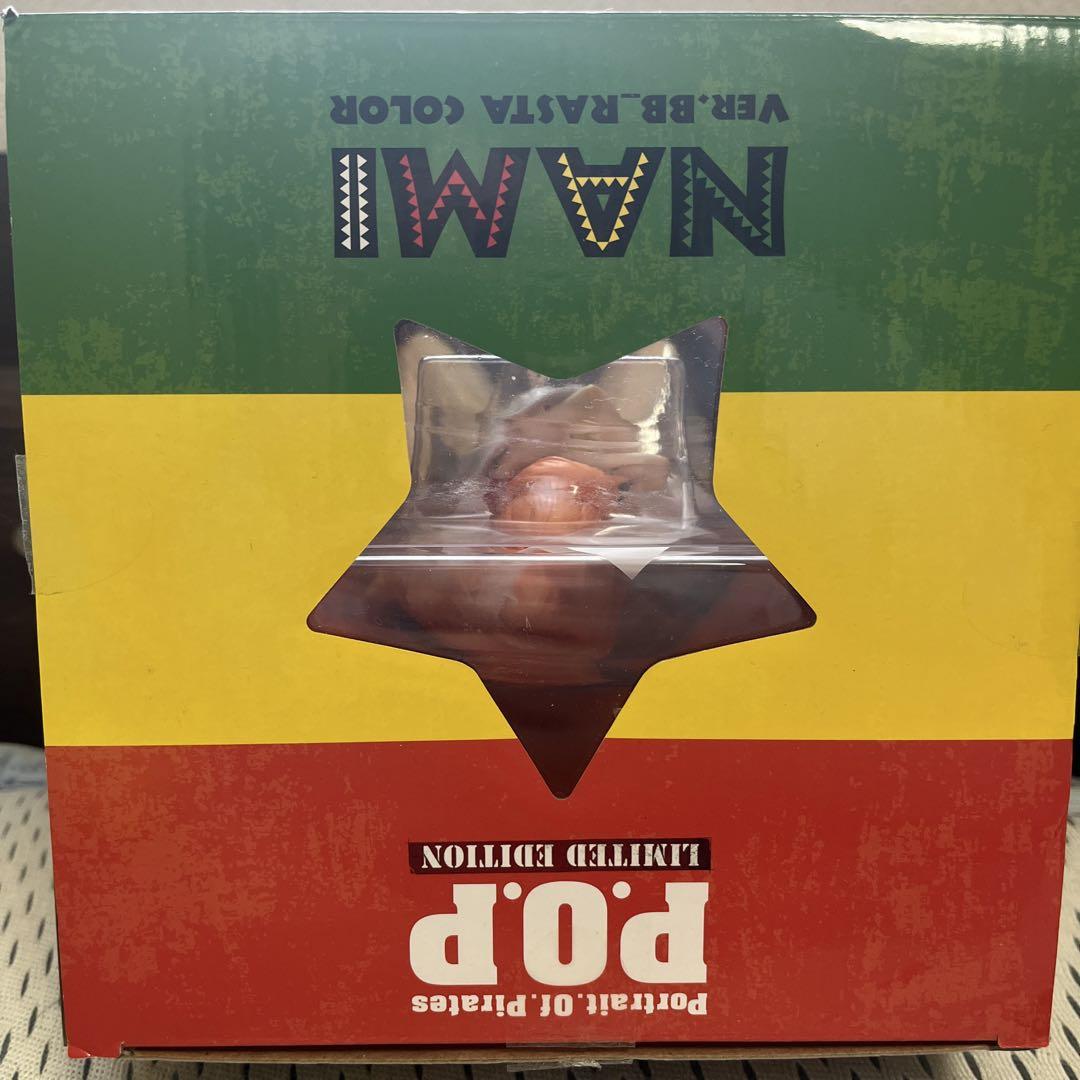 Portrait.Of.Pirates
P.O.P
LIMITED EDITION
NAMI
VER.BB_RASTA COLOR